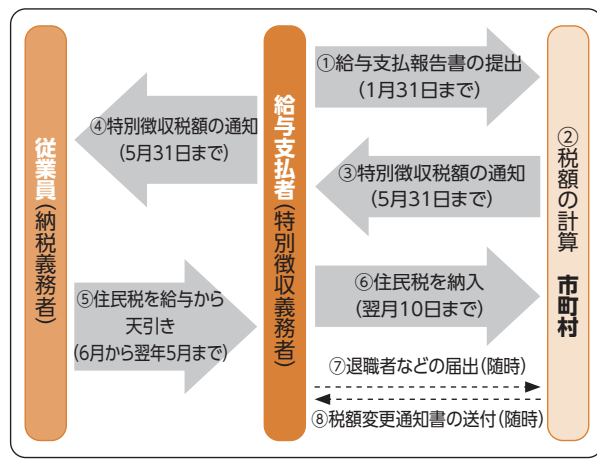 従業員(納税義務者)
給与支払者(特別徴収義務者)
①給与支払報告書の提出
(1月31日まで)
②税額の計算 市町村
③特別徴収税額の通知
(5月31日まで)
④特別徴収税額の通知
(5月31日まで)
⑤住民税を給与から
天引き
(6月から翌年5月まで)
⑥住民税を納入
(翌月10日まで)
⑦退職者などの届出(随時)
⑧税額変更通知書の送付(随時)